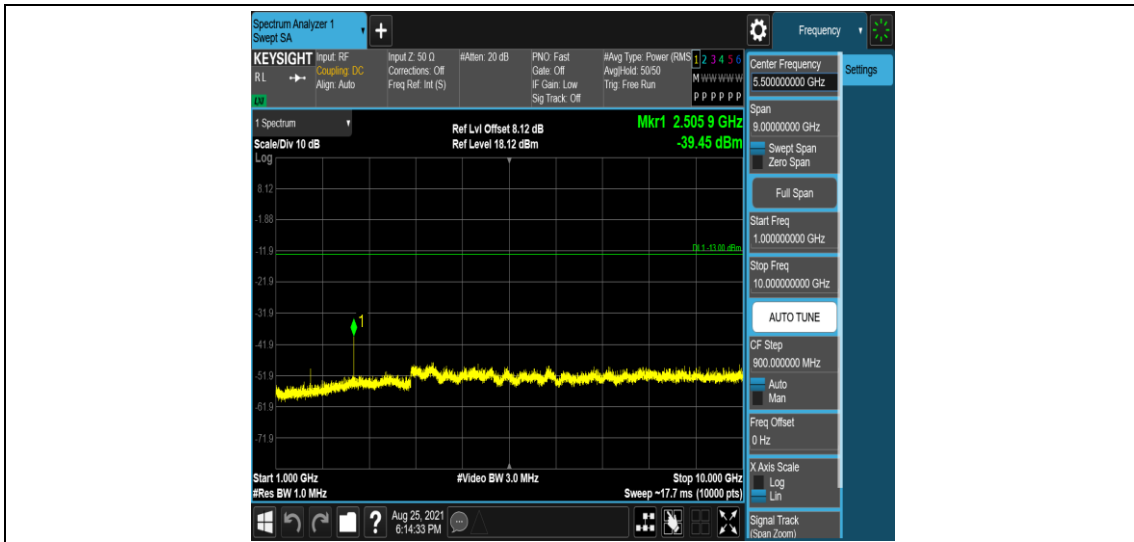 Spectrum Analyzer 1
Swept SA
+
Frequency
KEYSIGHT
RL
LXI
Input: RF
Coupling: DC
Align: Auto
Input Z: 50 Ω
Corrections: Off
Freq Ref: Int (S)
#Atten: 20 dB
PNO: Fast
Gate: Off
IF Gain: Low
Sig Track: Off
#Avg Type: Power (RMS
Avg|Hold: 50/50
Trig: Free Run
1 2 3 4 5 6
M W W W W W
P P P P P P
1 Spectrum
Scale/Div 10 dB
Ref Lvl Offset 8.12 dB
Ref Level 18.12 dBm
Mkr1 2.505 9 GHz
-39.45 dBm
Log
8.12
-1.88
-11.9
DL1 -13.00 dBm
-21.9
-31.9
1
-41.9
-51.9
-61.9
-71.9
Start 1.000 GHz
#Res BW 1.0 MHz
#Video BW 3.0 MHz
Stop 10.000 GHz
Sweep ~17.7 ms (10000 pts)
Center Frequency
5.500000000 GHz
Settings
Span
9.00000000 GHz
Swept Span
Zero Span
Full Span
Start Freq
1.000000000 GHz
Stop Freq
10.000000000 GHz
AUTO TUNE
CF Step
900.000000 MHz
Auto
Man
Freq Offset
0 Hz
X Axis Scale
Log
Lin
Signal Track
(Span Zoom)
?
Aug 25, 2021
6:14:33 PM